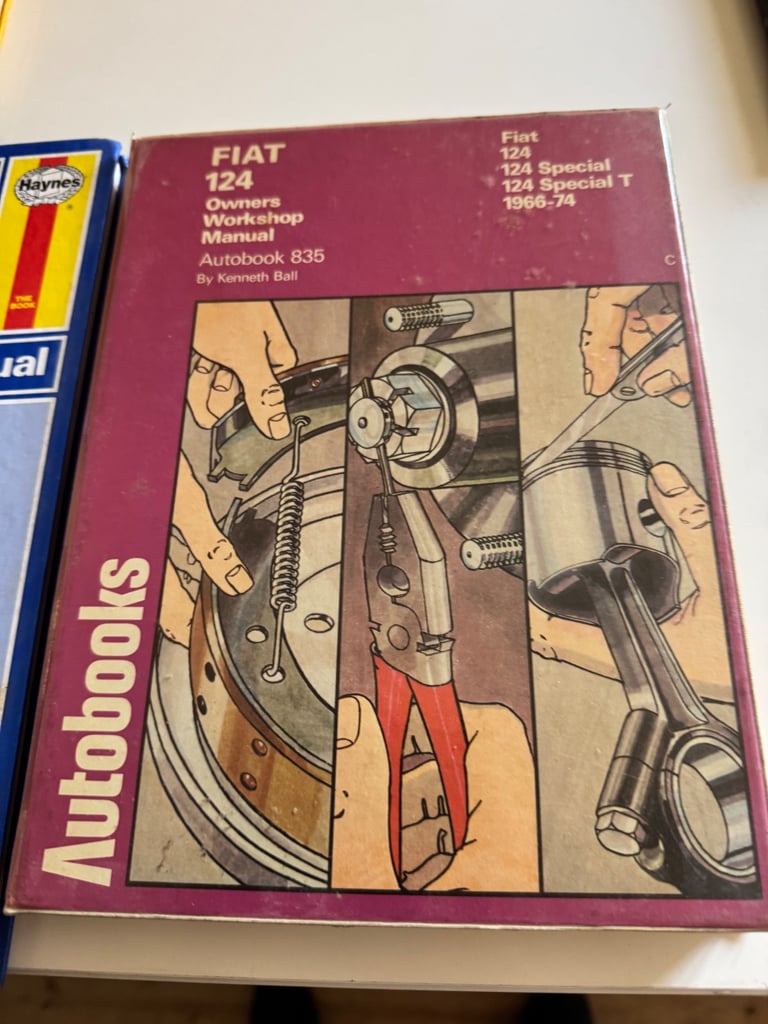 Haynes
®
THE
BOOK
ual
FIAT
124
Owners
Workshop
Manual
Autobook 835
By Kenneth Ball
Fiat
124
124 Special
124 Special T
1966-74
C
Autobooks